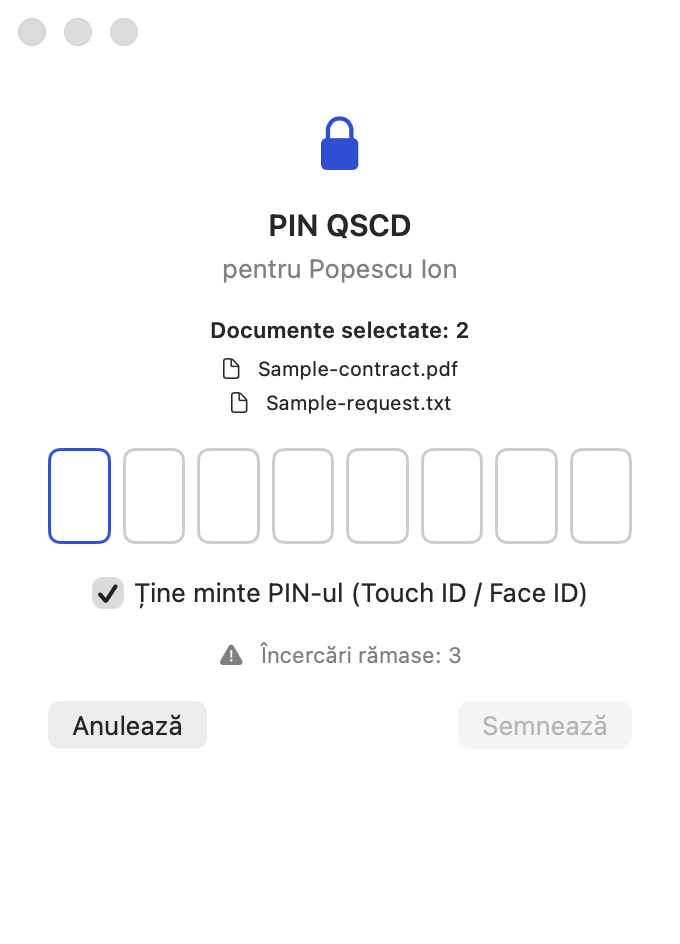 PIN QSCD
pentru Popescu Ion
Documente selectate: 2
Sample-contract.pdf
Sample-request.txt
Ține minte PIN-ul (Touch ID / Face ID)
Încercări rămase: 3
Anulează
Semnează